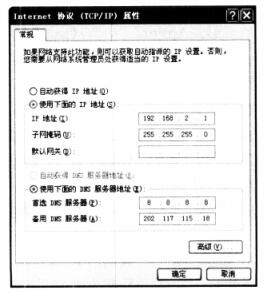 Internet 协议 (TCP/IP) 属性
常规
如果网络支持此功能，则可以获取自动指派的 IP 设置。否则，
您需要从网络系统管理员处获得适当的 IP 设置。
自动获得 IP 地址(O)
使用下面的 IP 地址(S):
IP 地址(I): 192 .168 . 2 . 1
子网掩码(U): 255 .255 .255 . 0
默认网关(D):
自动获得 DNS 服务器地址(B)
使用下面的 DNS 服务器地址(E):
首选 DNS 服务器(P): 8 . 8 . 8 . 8
备用 DNS 服务器(A): 202 .117 .115 . 18
高级(V)...
确定 取消